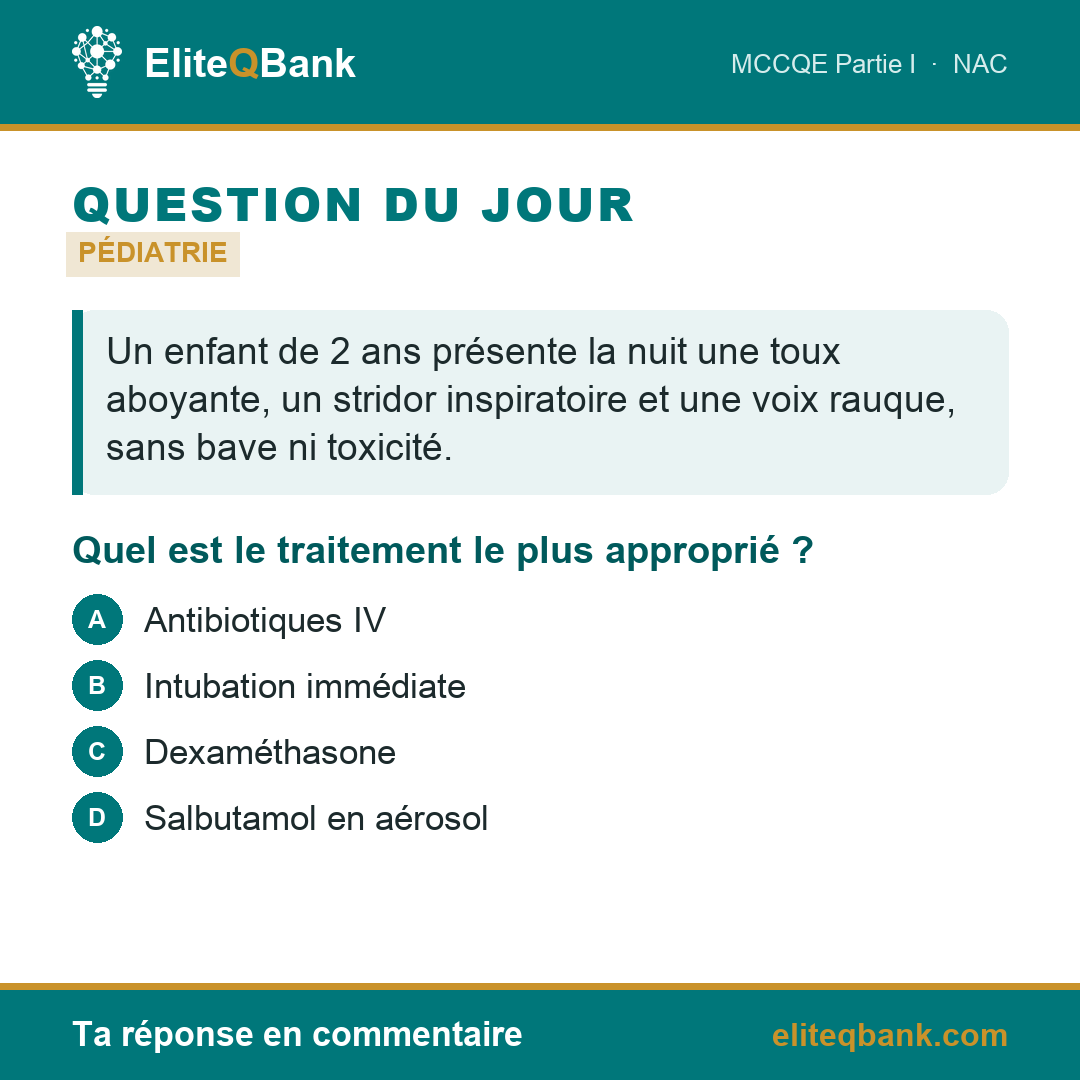 EliteQBank
MCCQE Partie I · NAC
QUESTION DU JOUR
PÉDIATRIE
Un enfant de 2 ans présente la nuit une toux
aboyante, un stridor inspiratoire et une voix rauque,
sans bave ni toxicité.
Quel est le traitement le plus approprié ?
A Antibiotiques IV
B Intubation immédiate
C Dexaméthasone
D Salbutamol en aérosol
Ta réponse en commentaire
eliteqbank.com